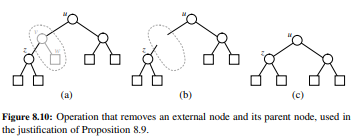 u
z
(a)
u
z
(b)
u
z
(c)
Figure 8.10: Operation that removes an external node and its parent node, used in
the justification of Proposition 8.9.